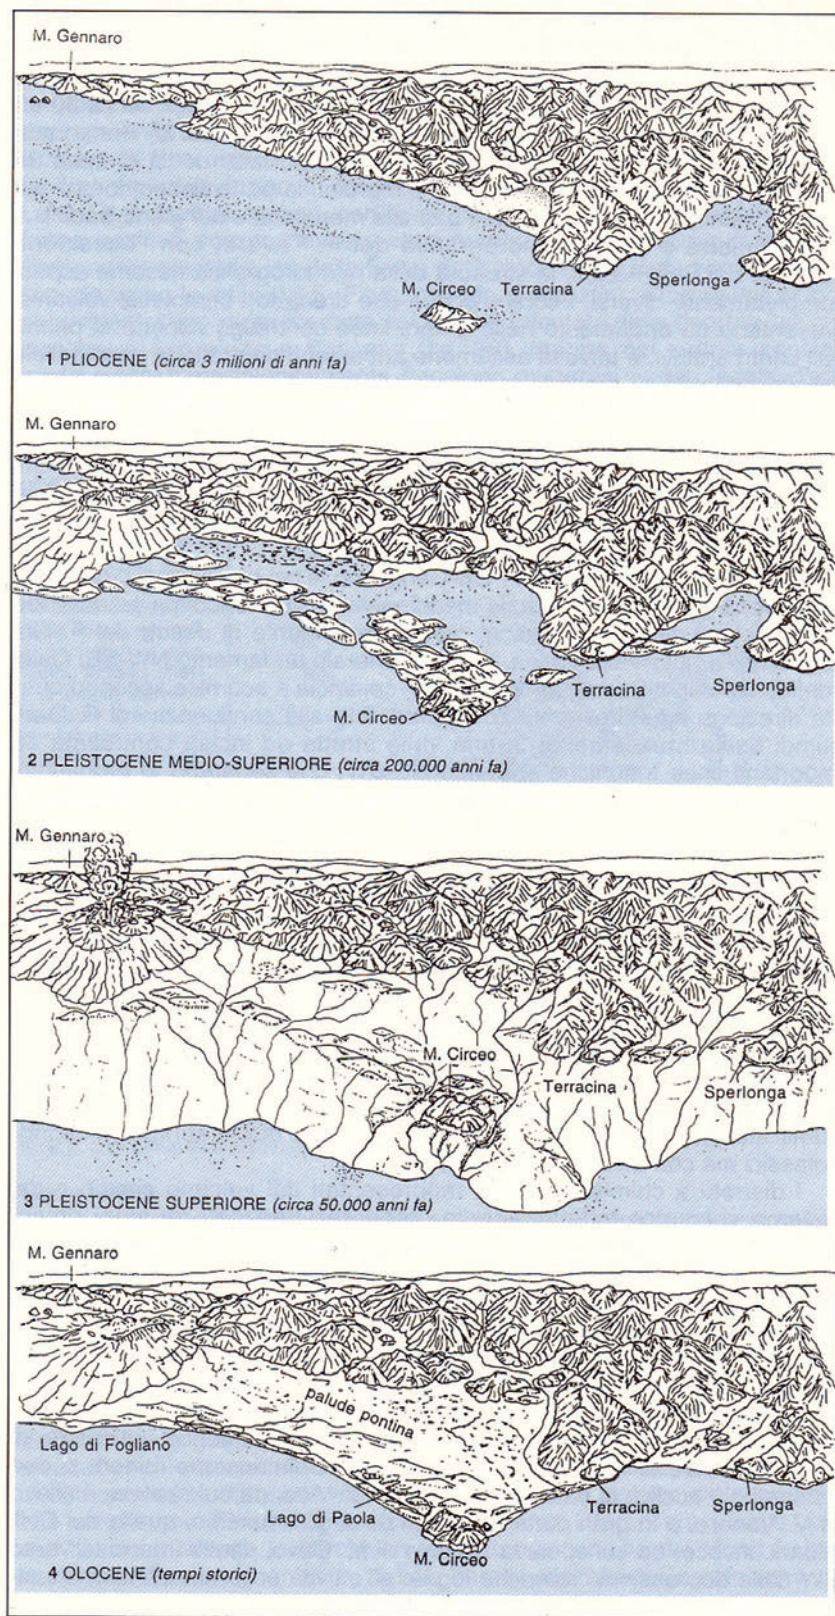 M. Gennaro
M. Circeo
Terracina
Sperlonga
1 PLIOCENE (circa 3 milioni di anni fa)
M. Gennaro
Terracina
Sperlonga
M. Circeo
2 PLEISTOCENE MEDIO-SUPERIORE (circa 200.000 anni fa)
M. Gennaro
M. Circeo
Terracina
Sperlonga
3 PLEISTOCENE SUPERIORE (circa 50.000 anni fa)
M. Gennaro
palude pontina
Lago di Fogliano
Lago di Paola
Terracina
Sperlonga
M. Circeo
4 OLOCENE (tempi storici)